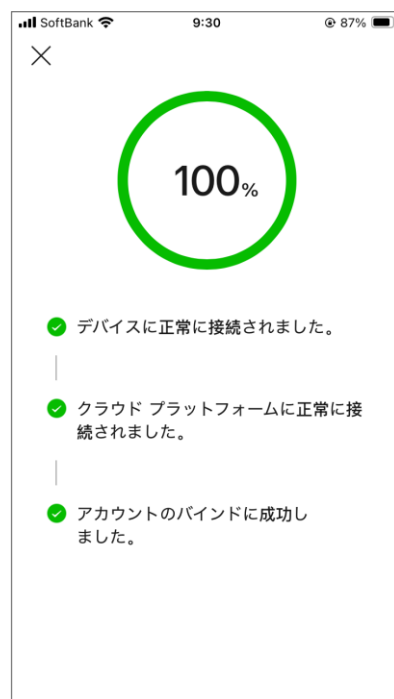 SoftBank 9:30 87%
100%
デバイスに正常に接続されました。
クラウド プラットフォームに正常に接
続されました。
アカウントのバインドに成功し
ました。